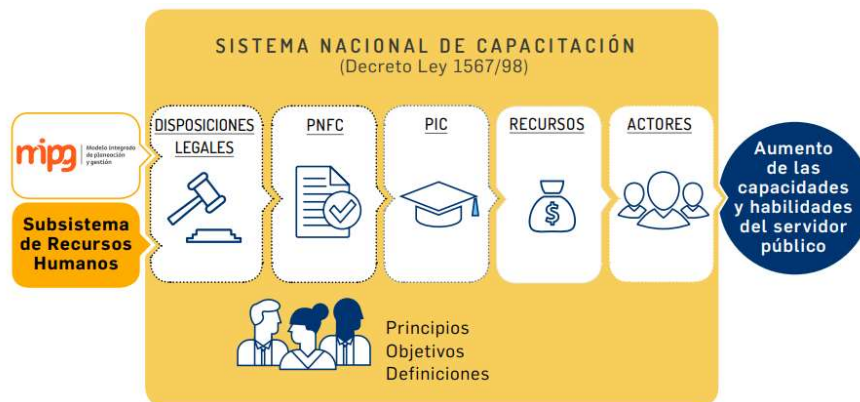 SISTEMA NACIONAL DE CAPACITACIÓN
(Decreto Ley 1567/98)
mipg
Modelo integrado
de planeación
y gestión
Subsistema
de Recursos
Humanos
DISPOSICIONES
LEGALES
PNFC
PIC
RECURSOS
$
ACTORES
Aumento
de las
capacidades
y habilidades
del servidor
público
Principios
Objetivos
Definiciones